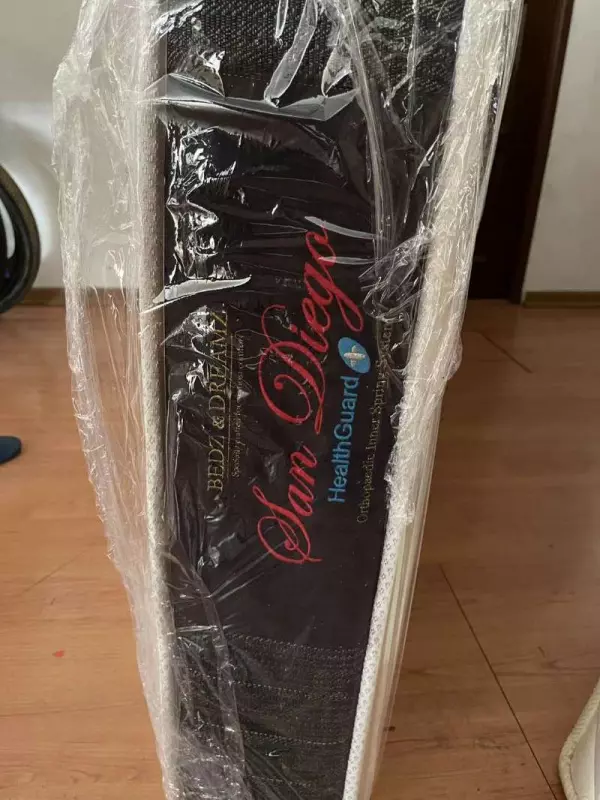 BEDZ & DREAMZ
San Diego
HealthGuard
Orthopaedic Inner Spring